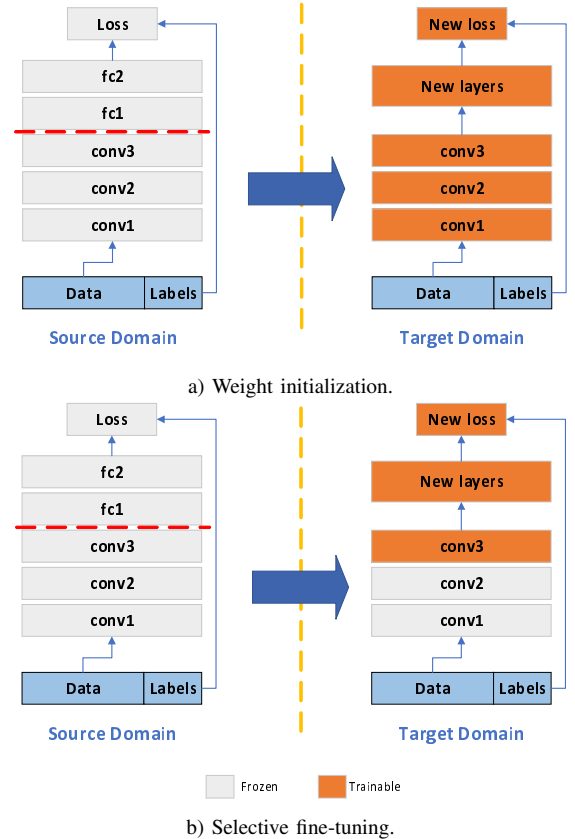 Loss
New loss
fc2
fc1
New layers
conv3
conv3
conv2
conv2
conv1
conv1
Data Labels
Data Labels
Source Domain
Target Domain
a) Weight initialization.
Loss
New loss
fc2
fc1
New layers
conv3
conv3
conv2
conv2
conv1
conv1
Data Labels
Data Labels
Source Domain
Target Domain
Frozen
Trainable
b) Selective fine-tuning.